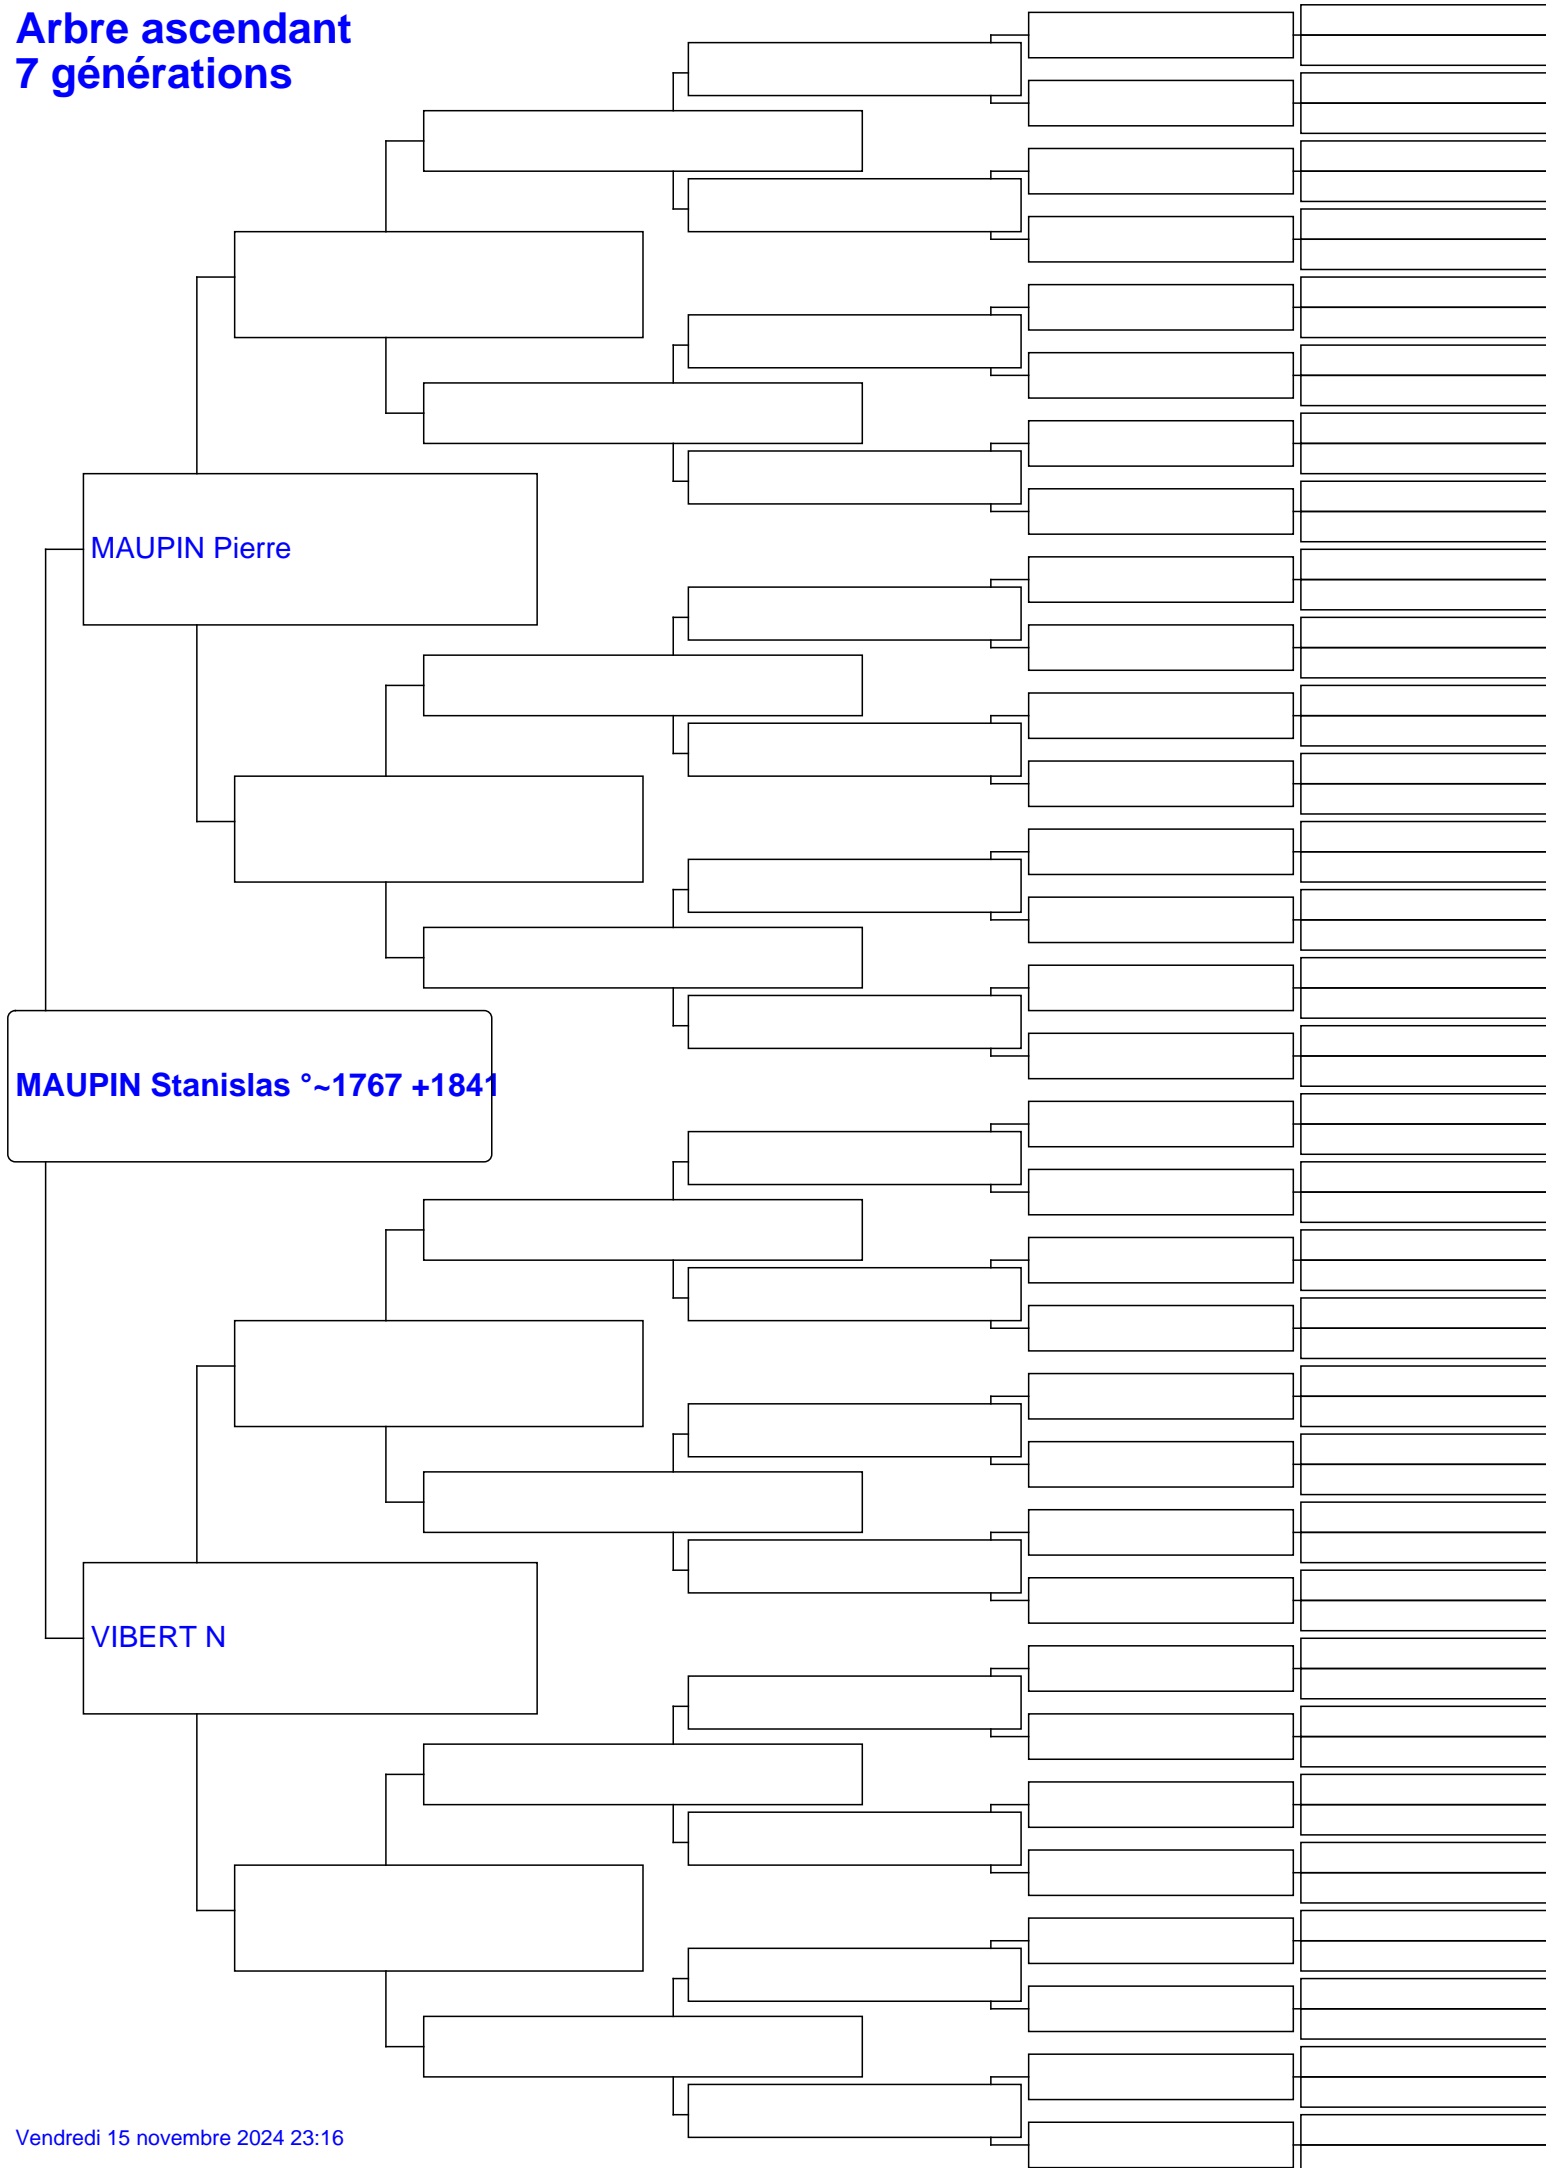 Arbre ascendant
7 générations
MAUPIN Pierre
MAUPIN Stanislas °~1767 +1841
VIBERT N
Vendredi 15 novembre 2024 23:16